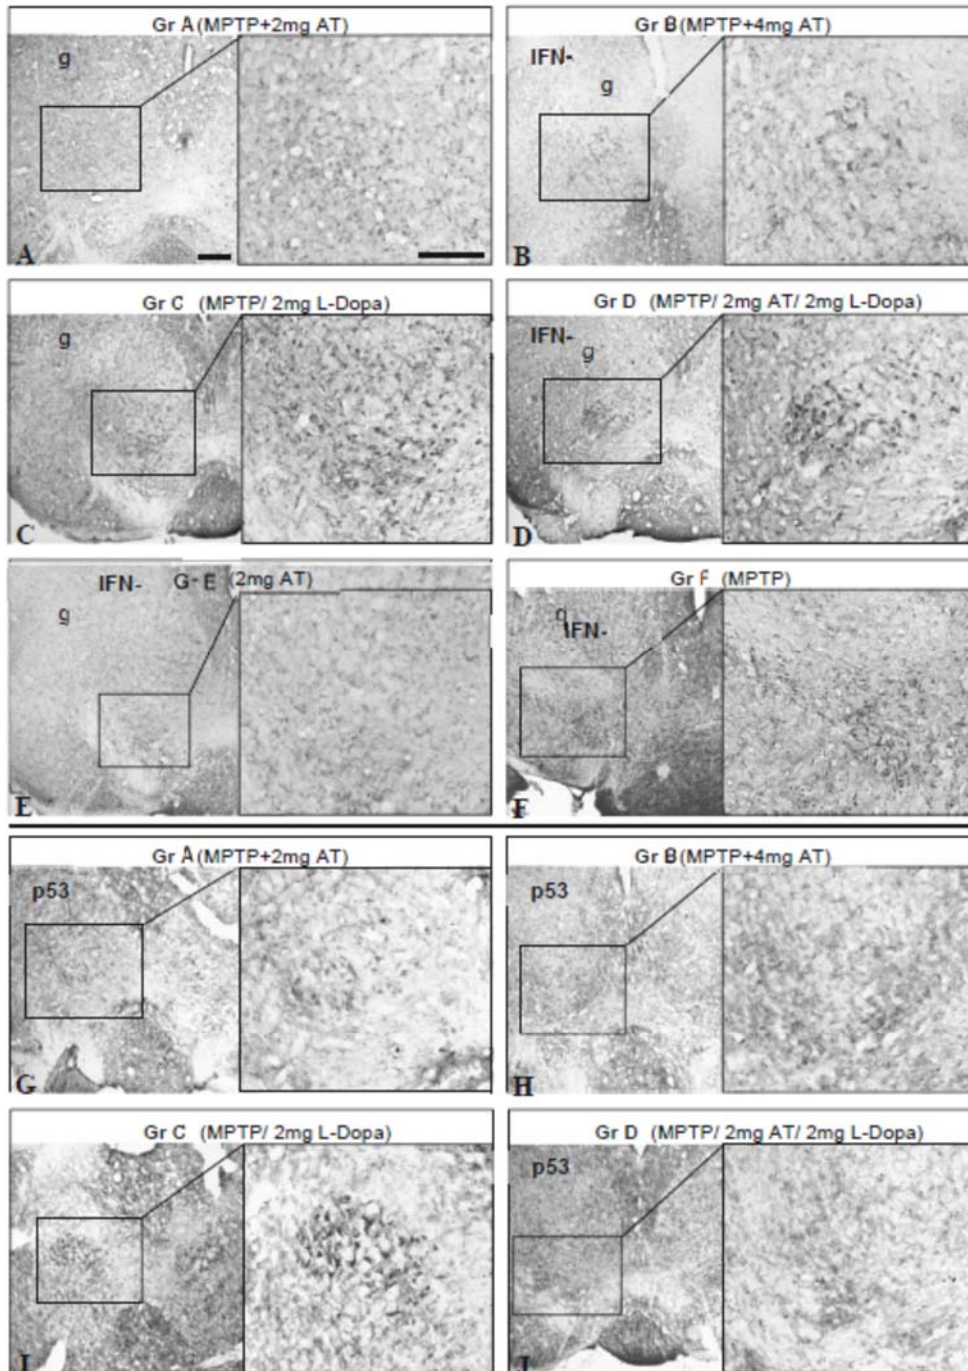 Gr A (MPTP+2mg AT)
g
A
Gr B (MPTP+4mg AT)
IFN-
g
B
Gr C (MPTP/ 2mg L-Dopa)
g
C
Gr D (MPTP/ 2mg AT/ 2mg L-Dopa)
IFN-
g
D
G- E (2mg AT)
IFN-
g
E
Gr F (MPTP)
g
IFN-
F
Gr A (MPTP+2mg AT)
p53
G
Gr B (MPTP+4mg AT)
p53
H
Gr C (MPTP/ 2mg L-Dopa)
I
Gr D (MPTP/ 2mg AT/ 2mg L-Dopa)
p53
J